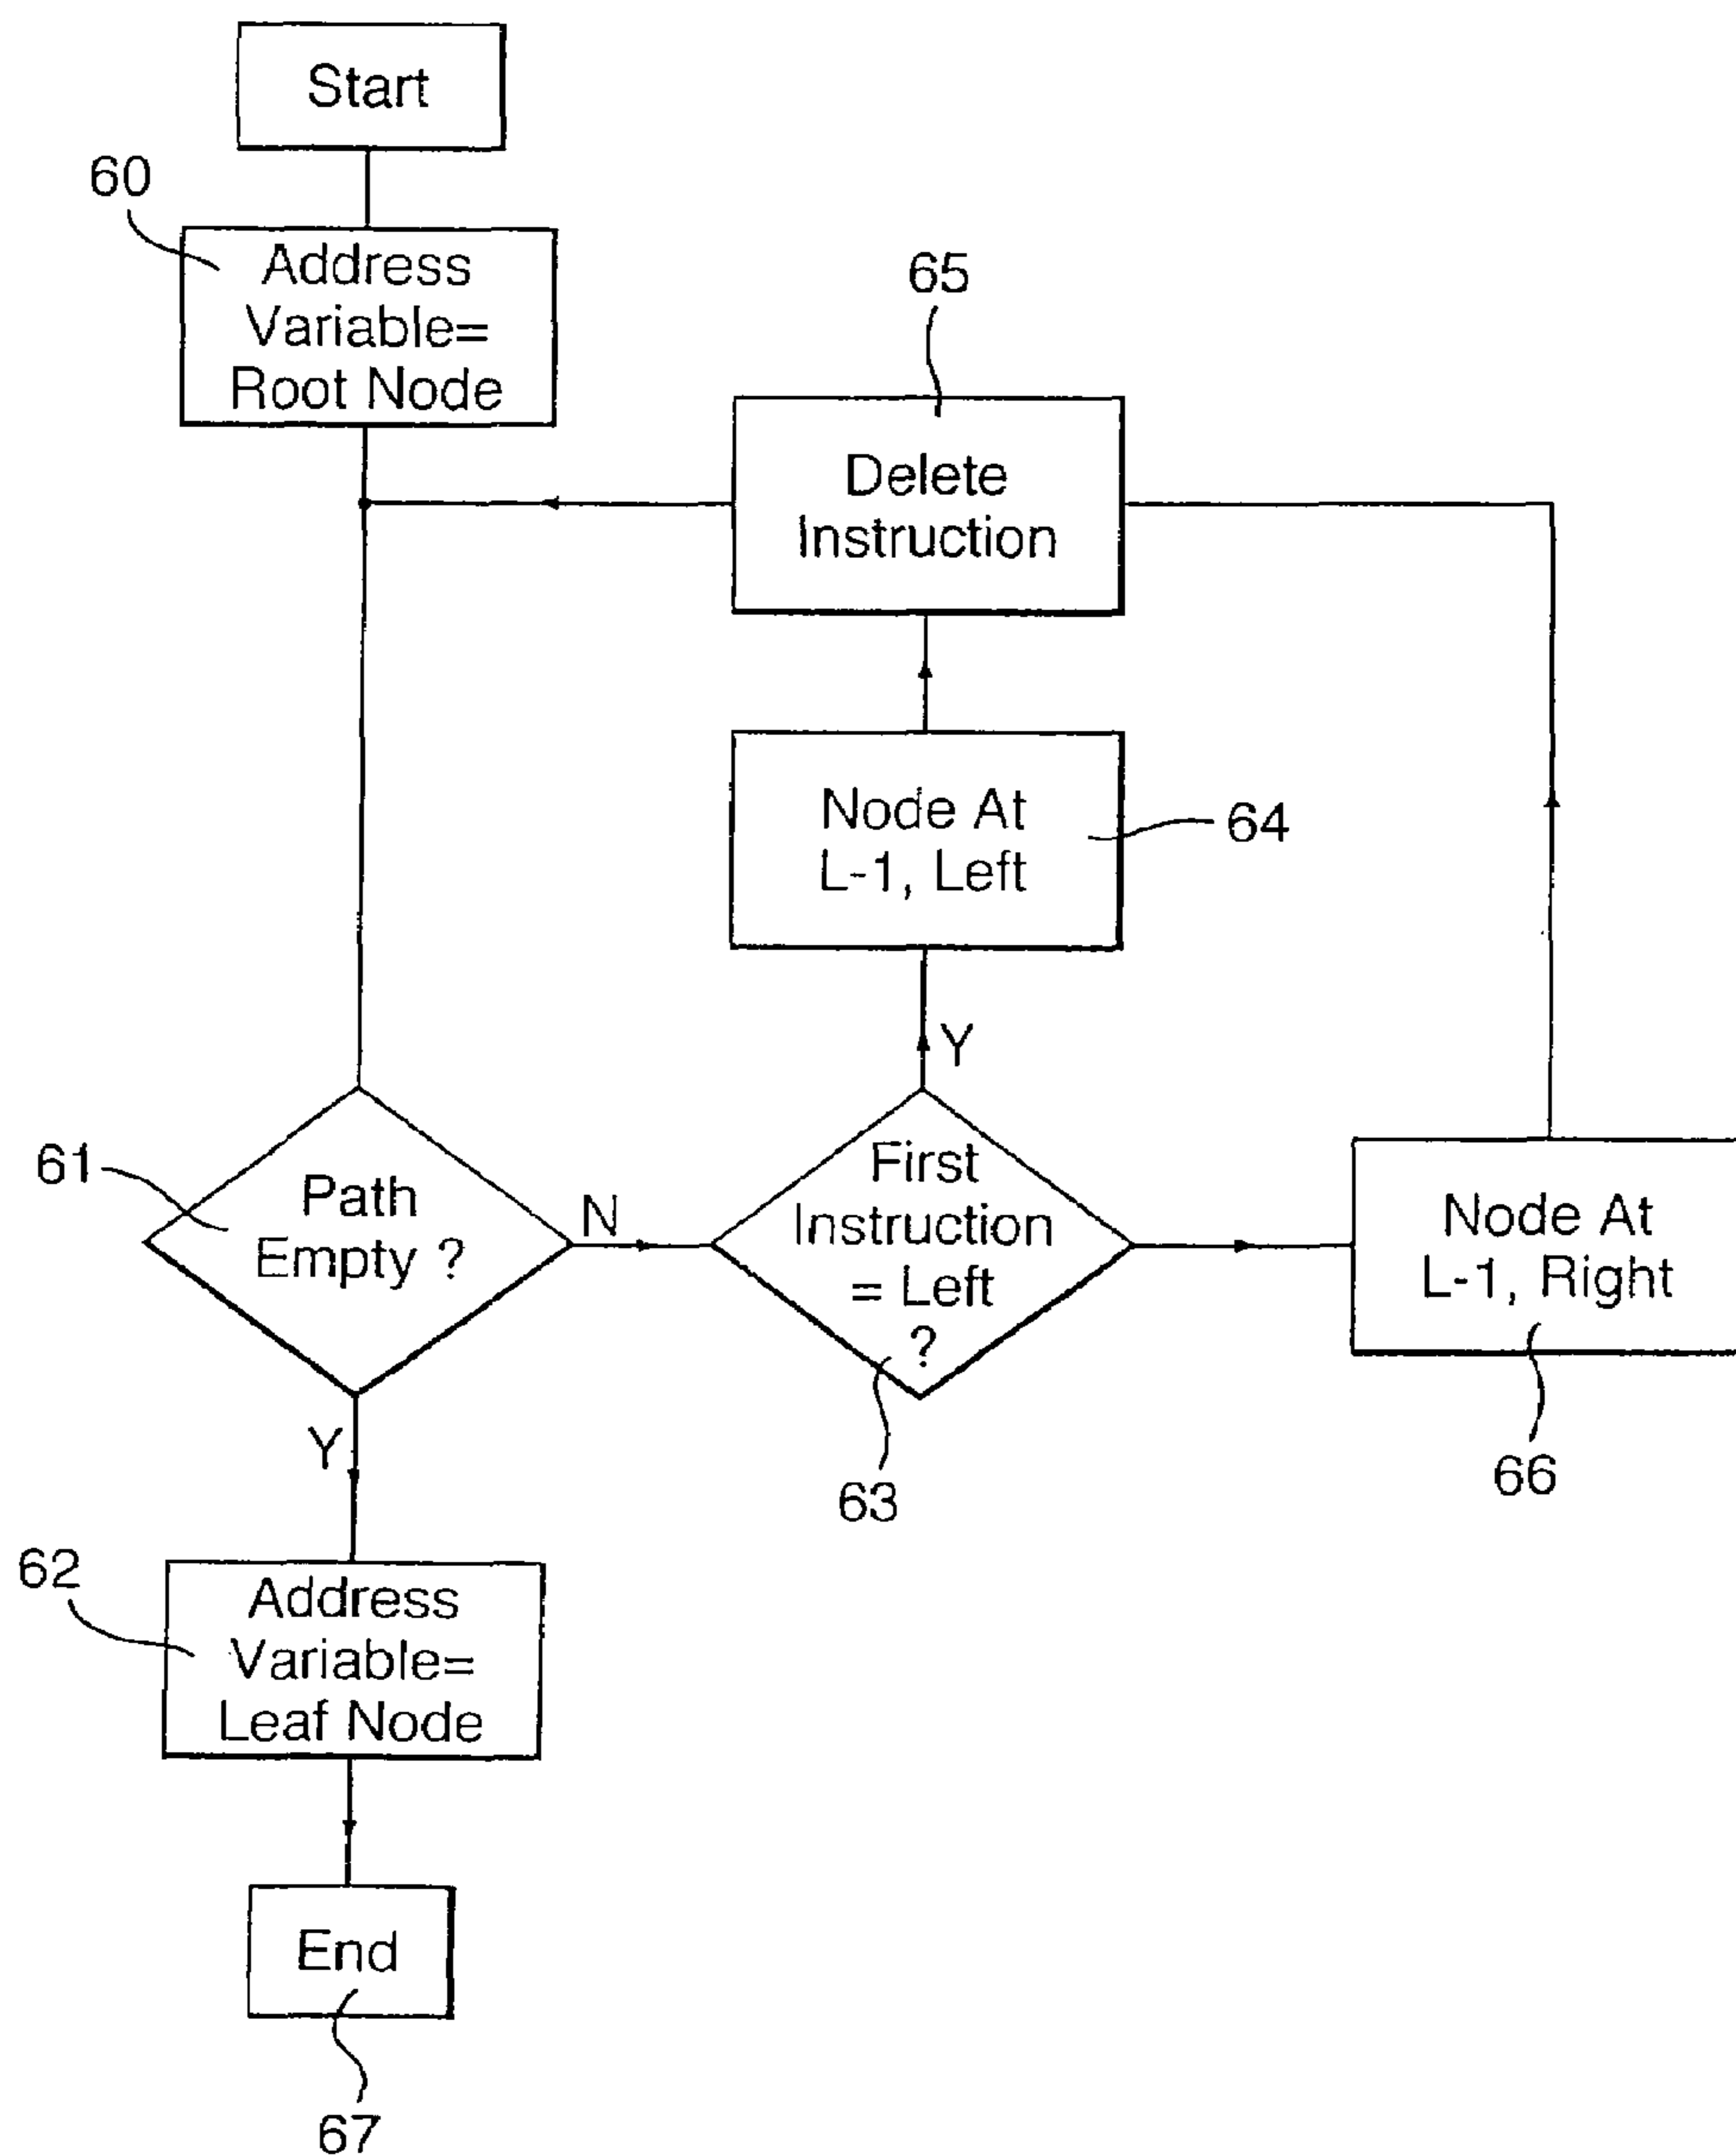 Start
60
Address
Variable=
Root Node
65
Delete
Instruction
Node At
L-1, Left
64
Y
61
Path
Empty ?
N
First
Instruction
= Left
?
Node At
L-1, Right
Y
63
66
62
Address
Variable=
Leaf Node
End
67